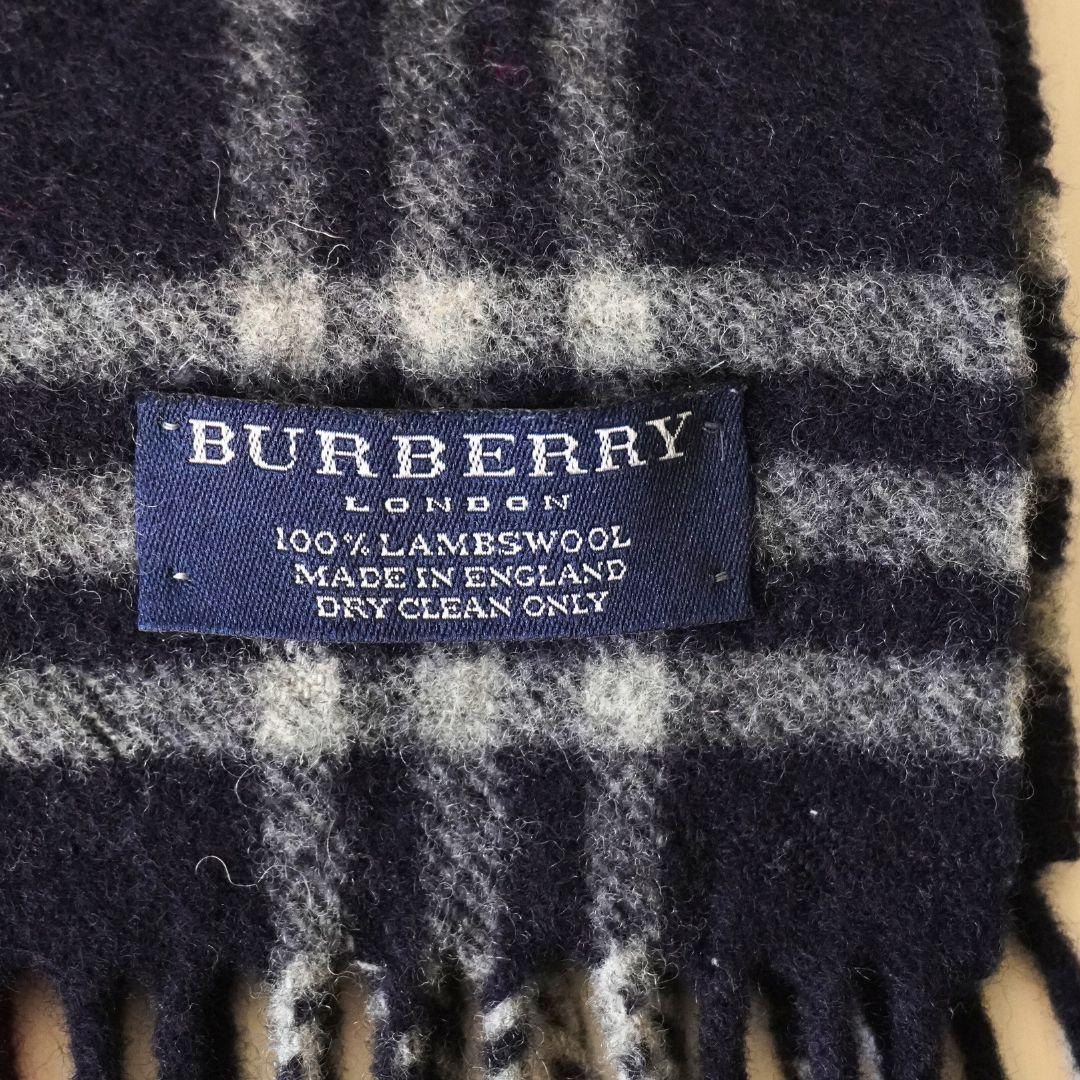 BURBERRY
LONDON
100% LAMBSWOOL
MADE IN ENGLAND
DRY CLEAN ONLY